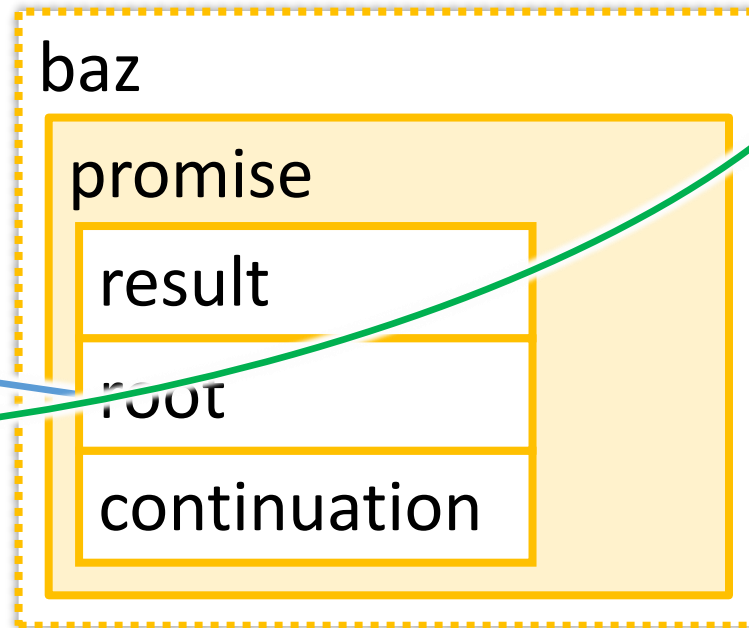 baz
promise
result
root
continuation